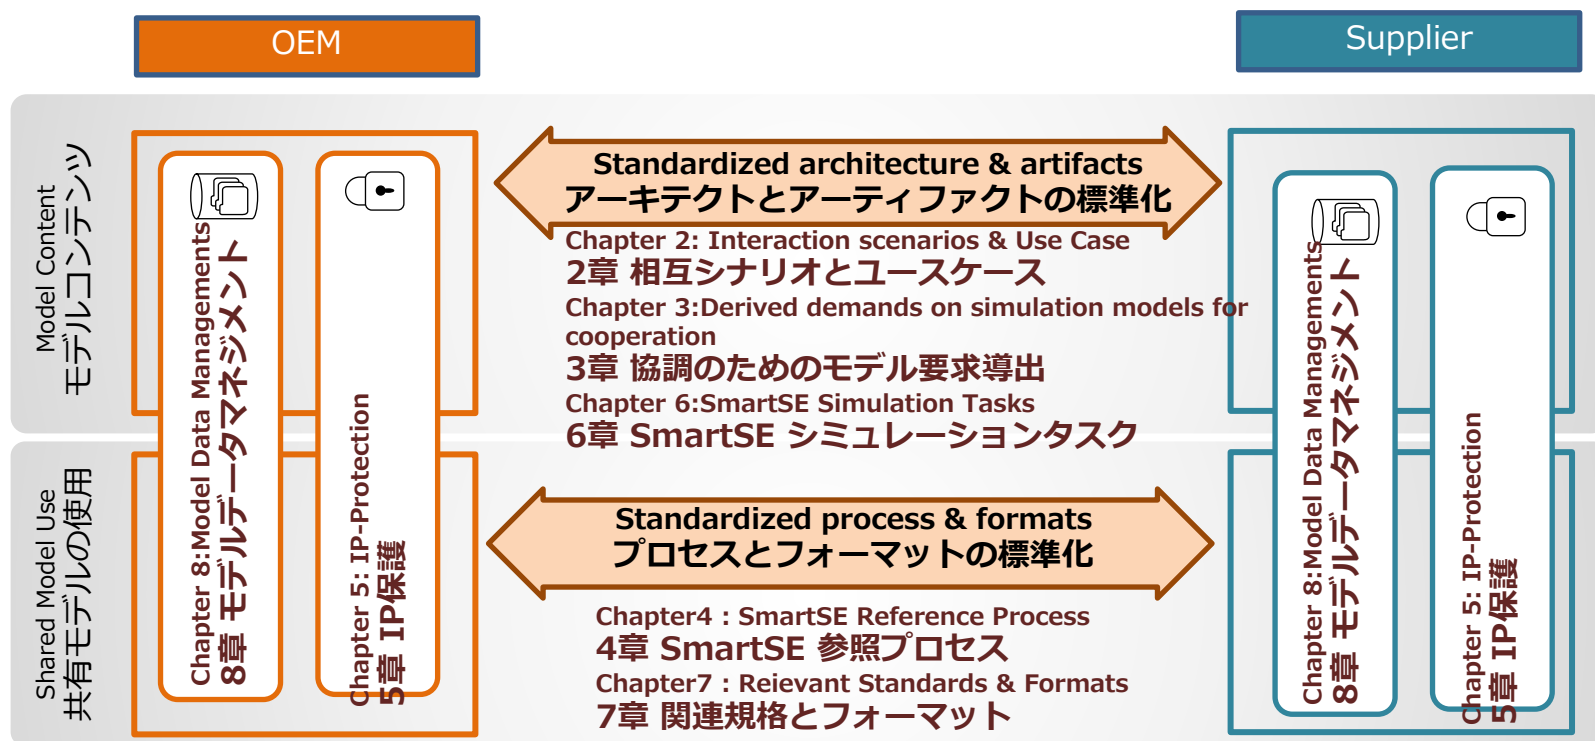 OEM
Supplier
Model Content
モデルコンテンツ
Shared Model Use
共有モデルの使用
Chapter 8:Model Data Managements
8章 モデルデータマネジメント
Chapter 5: IP-Protection
5章 IP保護
Standardized architecture & artifacts
アーキテクトとアーティファクトの標準化
Chapter 2: Interaction scenarios & Use Case
2章 相互シナリオとユースケース
Chapter 3:Derived demands on simulation models for
cooperation
3章 協調のためのモデル要求導出
Chapter 6:SmartSE Simulation Tasks
6章 SmartSE シミュレーションタスク
Standardized process & formats
プロセスとフォーマットの標準化
Chapter4 : SmartSE Reference Process
4章 SmartSE 参照プロセス
Chapter7 : Reievant Standards & Formats
7章 関連規格とフォーマット
Chapter 8:Model Data Managements
8章 モデルデータマネジメント
Chapter 5: IP-Protection
5章 IP保護